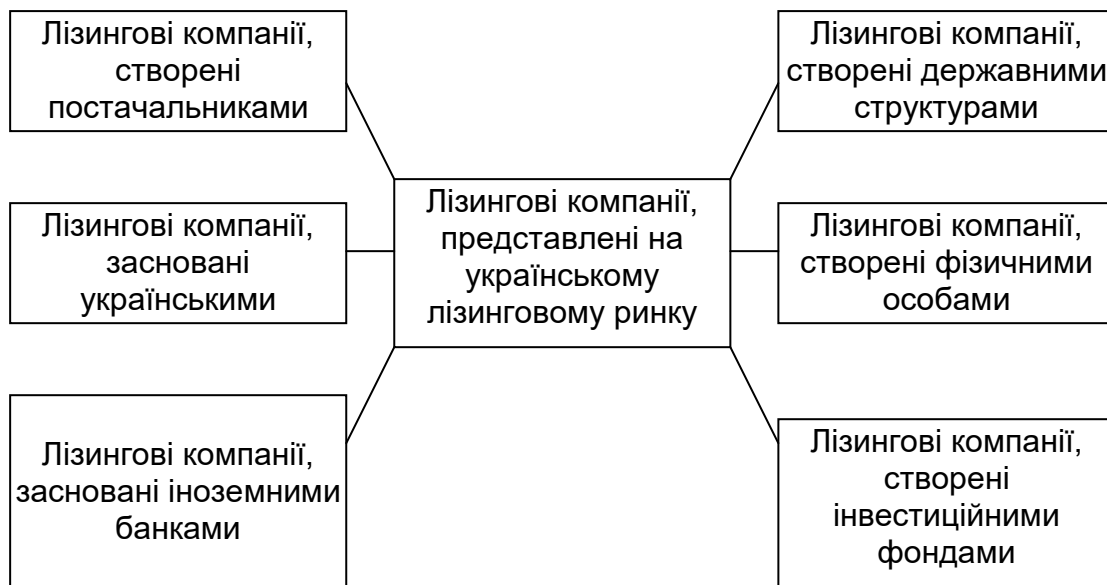 Лізингові компанії,
створені
постачальниками
Лізингові компанії,
засновані
українськими
Лізингові компанії,
засновані іноземними
банками
Лізингові компанії,
представлені на
українському
лізинговому ринку
Лізингові компанії,
створені державними
структурами
Лізингові компанії,
створені фізичними
особами
Лізингові компанії,
створені
інвестиційними
фондами